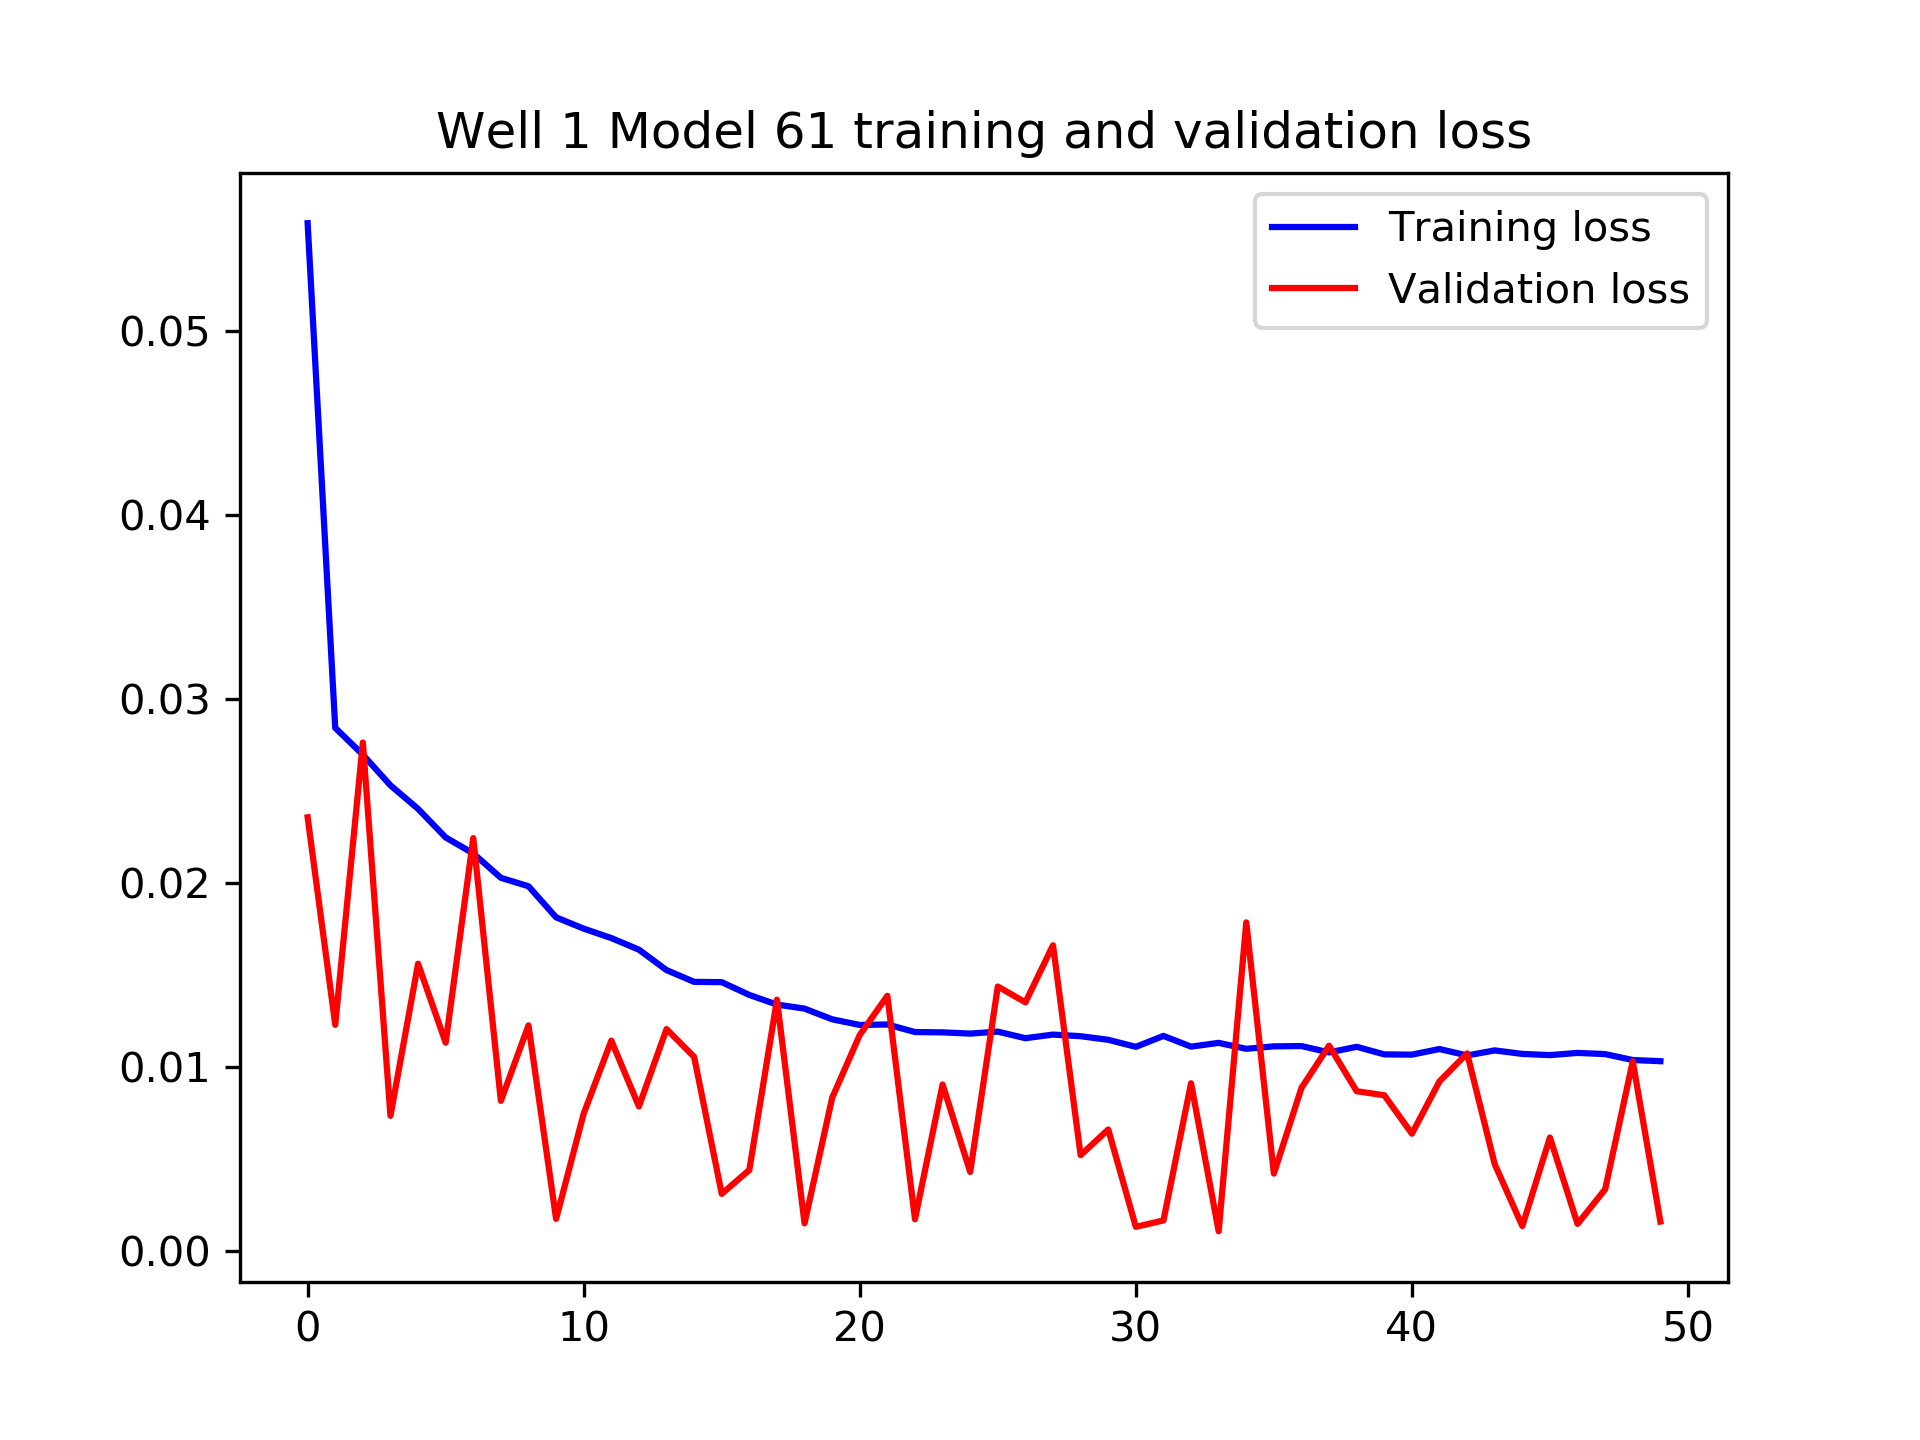 Well 1 Model 61 training and validation loss
Training loss
Validation loss
0.05
0.04
0.03
0.02
0.01
0.00
0 10 20 30 40 50